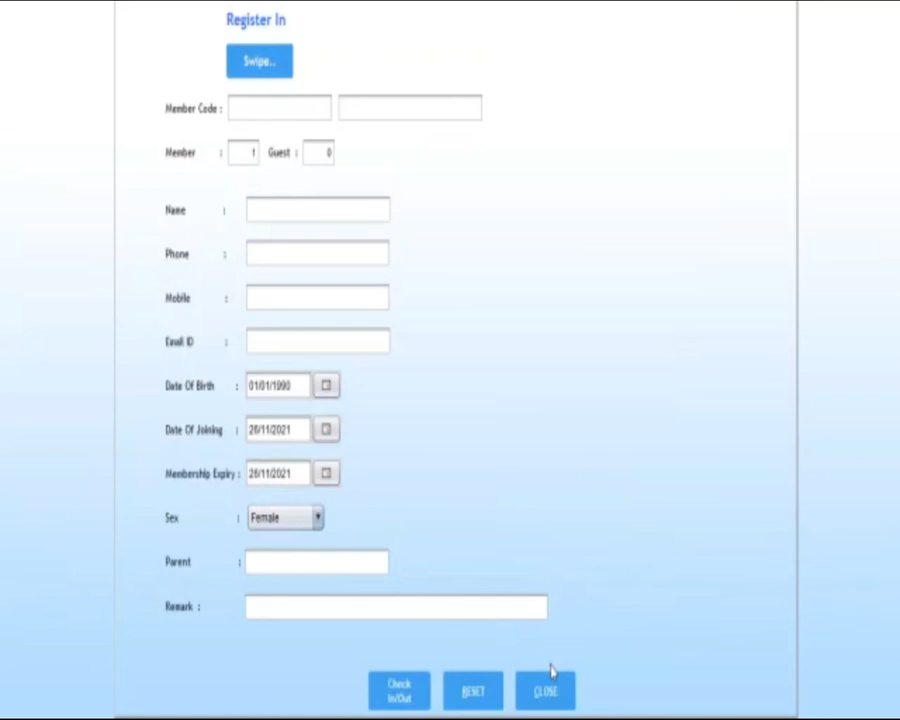 Register In
Swipe..
Member Code :
Member : 1 Guest : 0
Name :
Phone :
Mobile :
Email ID :
Date Of Birth : 01/01/1990
Date Of Joining : 26/11/2021
Membership Expiry : 26/11/2021
Sex : Female
Parent :
Remark :
Check
In/Out
RESET
CLOSE